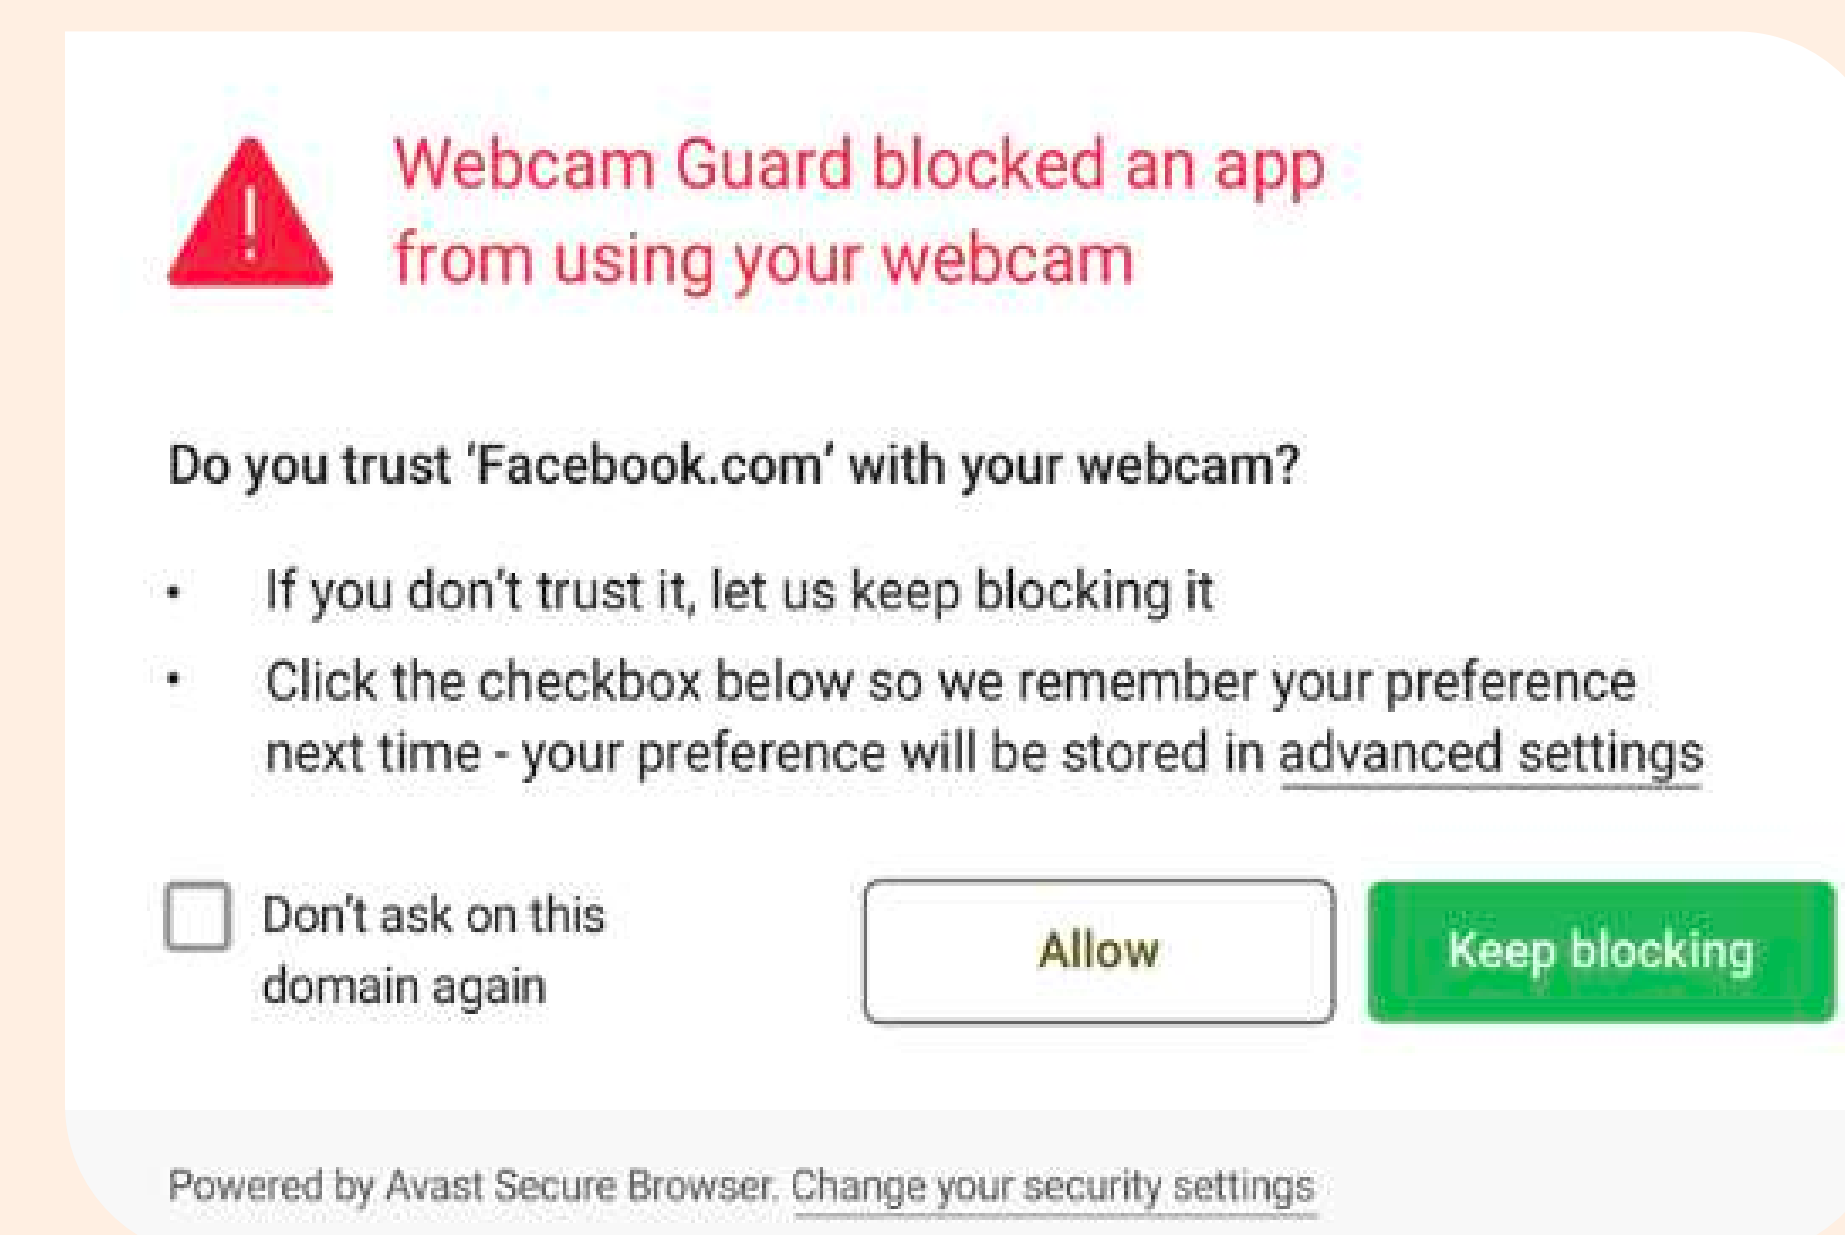 Webcam Guard blocked an app
from using your webcam
Do you trust ‘Facebook.com’ with your webcam?
• If you don’t trust it, let us keep blocking it
• Click the checkbox below so we remember your preference
next time - your preference will be stored in advanced settings
Don’t ask on this
domain again
Allow
Keep blocking
Powered by Avast Secure Browser. Change your security settings